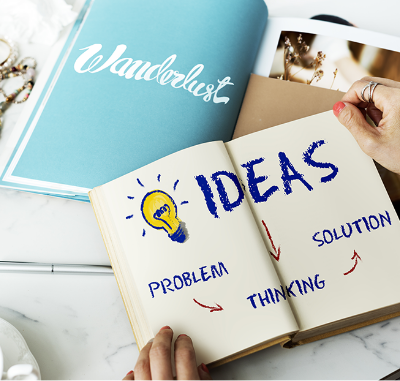 Wanderlust
IDEAS
PROBLEM
THINKING
SOLUTION